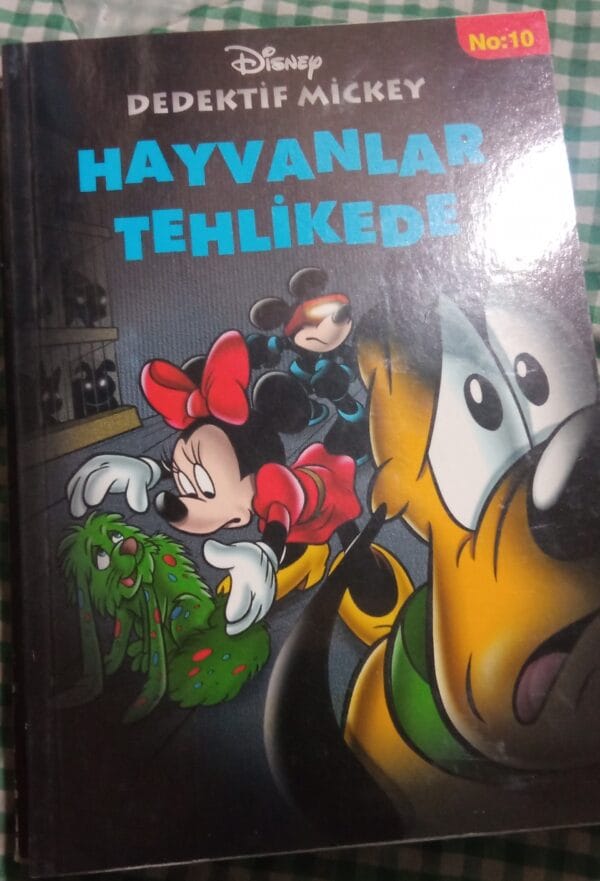 No:10
Disney
DEDEKTİF MİCKEY
HAYVANLAR
TEHLİKEDE